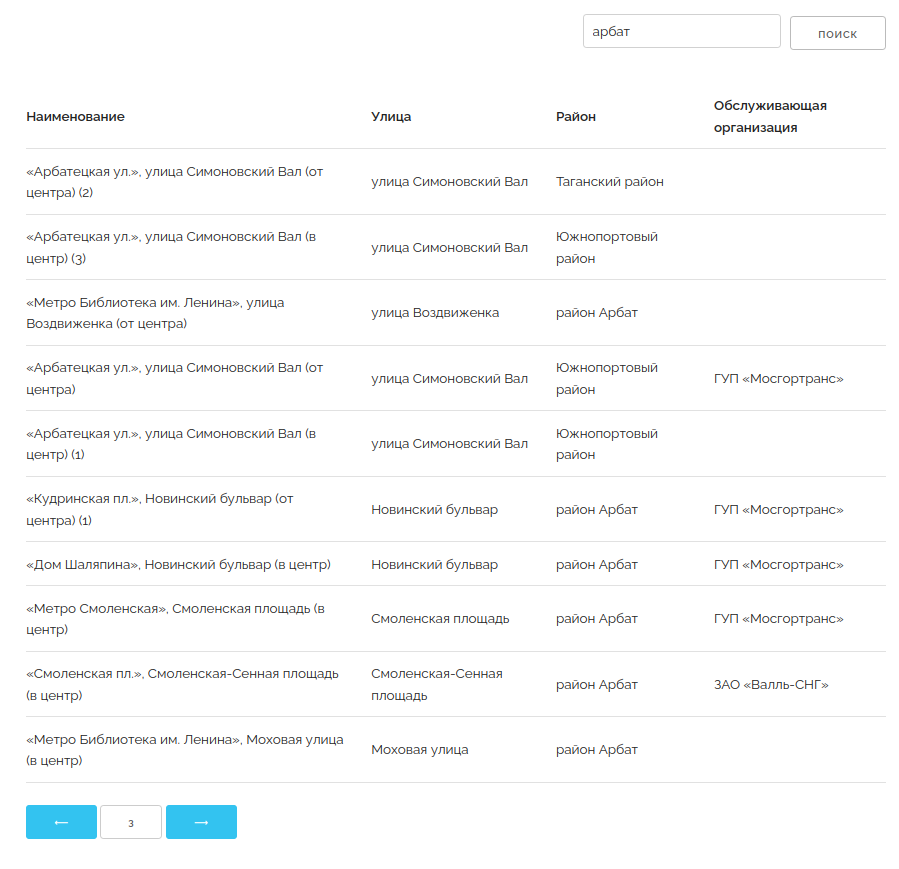 арбат
ПОИСК
Наименование Улица Район Обслуживающая
организация
«Арбатецкая ул.», улица Симоновский Вал (от
центра) (2)
улица Симоновский Вал
Таганский район
«Арбатецкая ул.», улица Симоновский Вал (в
центр) (3)
улица Симоновский Вал
Южнопортовый
район
«Метро Библиотека им. Ленина», улица
Воздвиженка (от центра)
улица Воздвиженка
район Арбат
«Арбатецкая ул.», улица Симоновский Вал (от
центра)
улица Симоновский Вал
Южнопортовый
район
ГУП «Мосгортранс»
«Арбатецкая ул.», улица Симоновский Вал (в
центр) (1)
улица Симоновский Вал
Южнопортовый
район
«Кудринская пл.», Новинский бульвар (от
центра) (1)
Новинский бульвар
район Арбат
ГУП «Мосгортранс»
«Дом Шаляпина», Новинский бульвар (в центр)
Новинский бульвар
район Арбат
ГУП «Мосгортранс»
«Метро Смоленская», Смоленская площадь (в
центр)
Смоленская площадь
район Арбат
ГУП «Мосгортранс»
«Смоленская пл.», Смоленская-Сенная площадь
(в центр)
Смоленская-Сенная
площадь
район Арбат
ЗАО «Валль-СНГ»
«Метро Библиотека им. Ленина», Моховая улица
(в центр)
Моховая улица
район Арбат
← 3 →